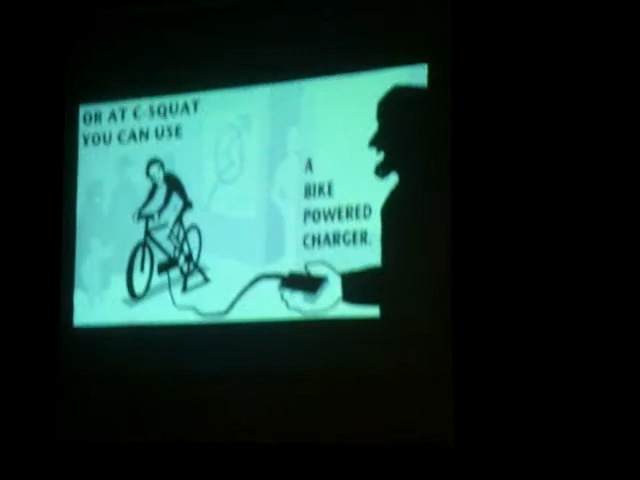 OR AT C-SQUAT
YOU CAN USE
A
BIKE
POWERED
CHARGER.